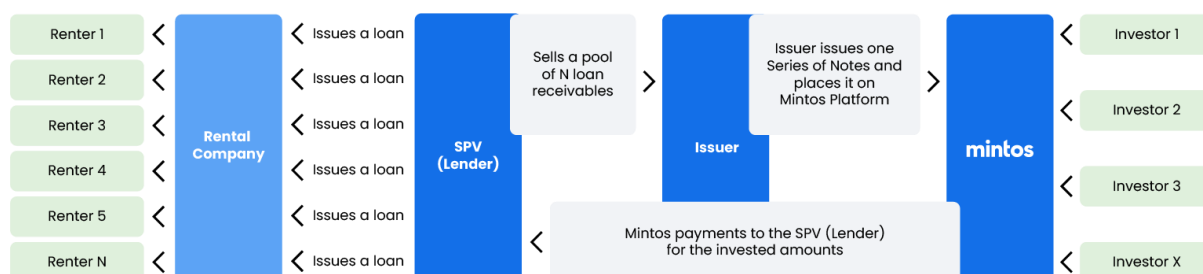 Renter 1
Renter 2
Renter 3
Renter 4
Renter 5
Renter N
Rental
Company
Issues a loan
Issues a loan
Issues a loan
Issues a loan
Issues a loan
Issues a loan
SPV
(Lender)
Sells a pool
of N loan
receivables
Issuer
Issuer issues one
Series of Notes and
places it on
Mintos Platform
Mintos payments to the SPV (Lender)
for the invested amounts
mintos
Investor 1
Investor 2
Investor 3
Investor X